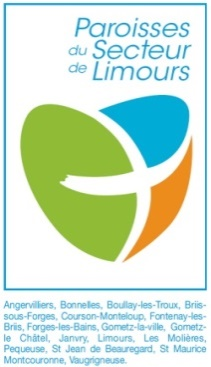 Paroisses
du Secteur
de Limours
Angervilliers, Bonnelles, Boullay-les-Troux, Briis-
sous-Forges, Courson-Monteloup, Fontenay-les-
Briis, Forges-les-Bains, Gometz-la-ville, Gometz-
le Châtel, Janvry, Limours, Les Molières,
Pequeuse, St Jean de Beauregard, St Maurice
Montcouronne, Vaugrigneuse.